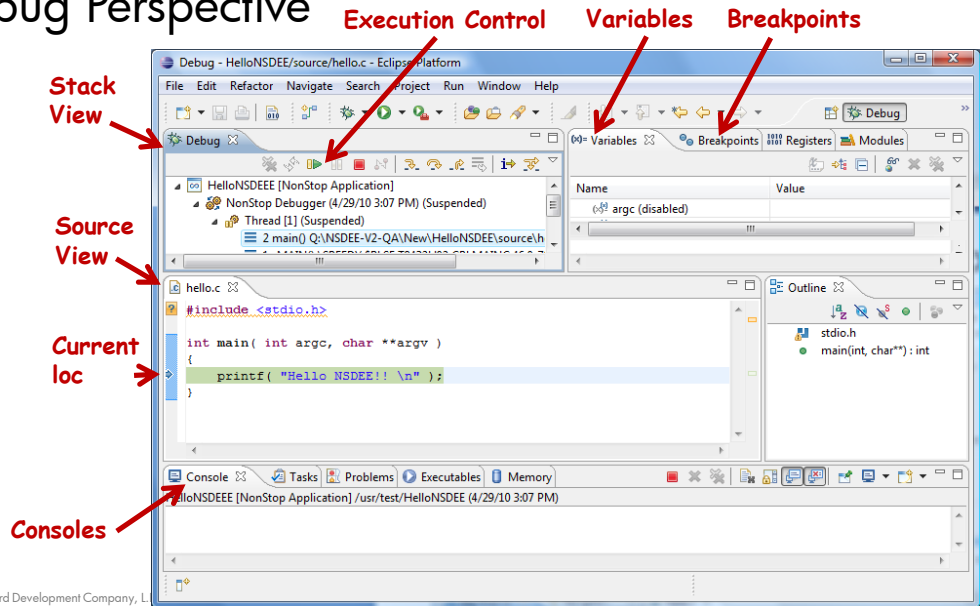 bug Perspective
Execution Control
Variables
Breakpoints
Stack View
Source View
Current loc
Consoles
Debug - HelloNSDEE/source/hello.c - Eclipse Platform
File Edit Refactor Navigate Search Project Run Window Help
Debug
Debug
Variables
Breakpoints
Registers
Modules
HelloNSDEEE [NonStop Application]
NonStop Debugger (4/29/10 3:07 PM) (Suspended)
Thread [1] (Suspended)
2 main() Q:\NSDEE-V2-QA\New\HelloNSDEE\source\h
Name Value
argc (disabled)
hello.c
#include <stdio.h>
int main( int argc, char **argv )
{
printf( "Hello NSDEE!! \n" );
}
Outline
stdio.h
main(int, char**) : int
Console
Tasks
Problems
Executables
Memory
HelloNSDEEE [NonStop Application] /usr/test/HelloNSDEE (4/29/10 3:07 PM)
rd Development Company, L.